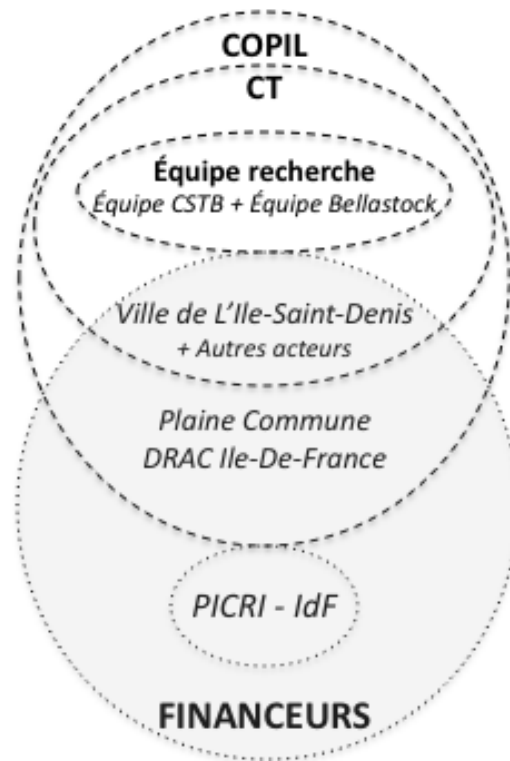 COPIL
CT
Équipe recherche
Équipe CSTB + Équipe Bellastock
Ville de L'Ile-Saint-Denis
+ Autres acteurs
Plaine Commune
DRAC Ile-De-France
PICRI - IdF
FINANCEURS